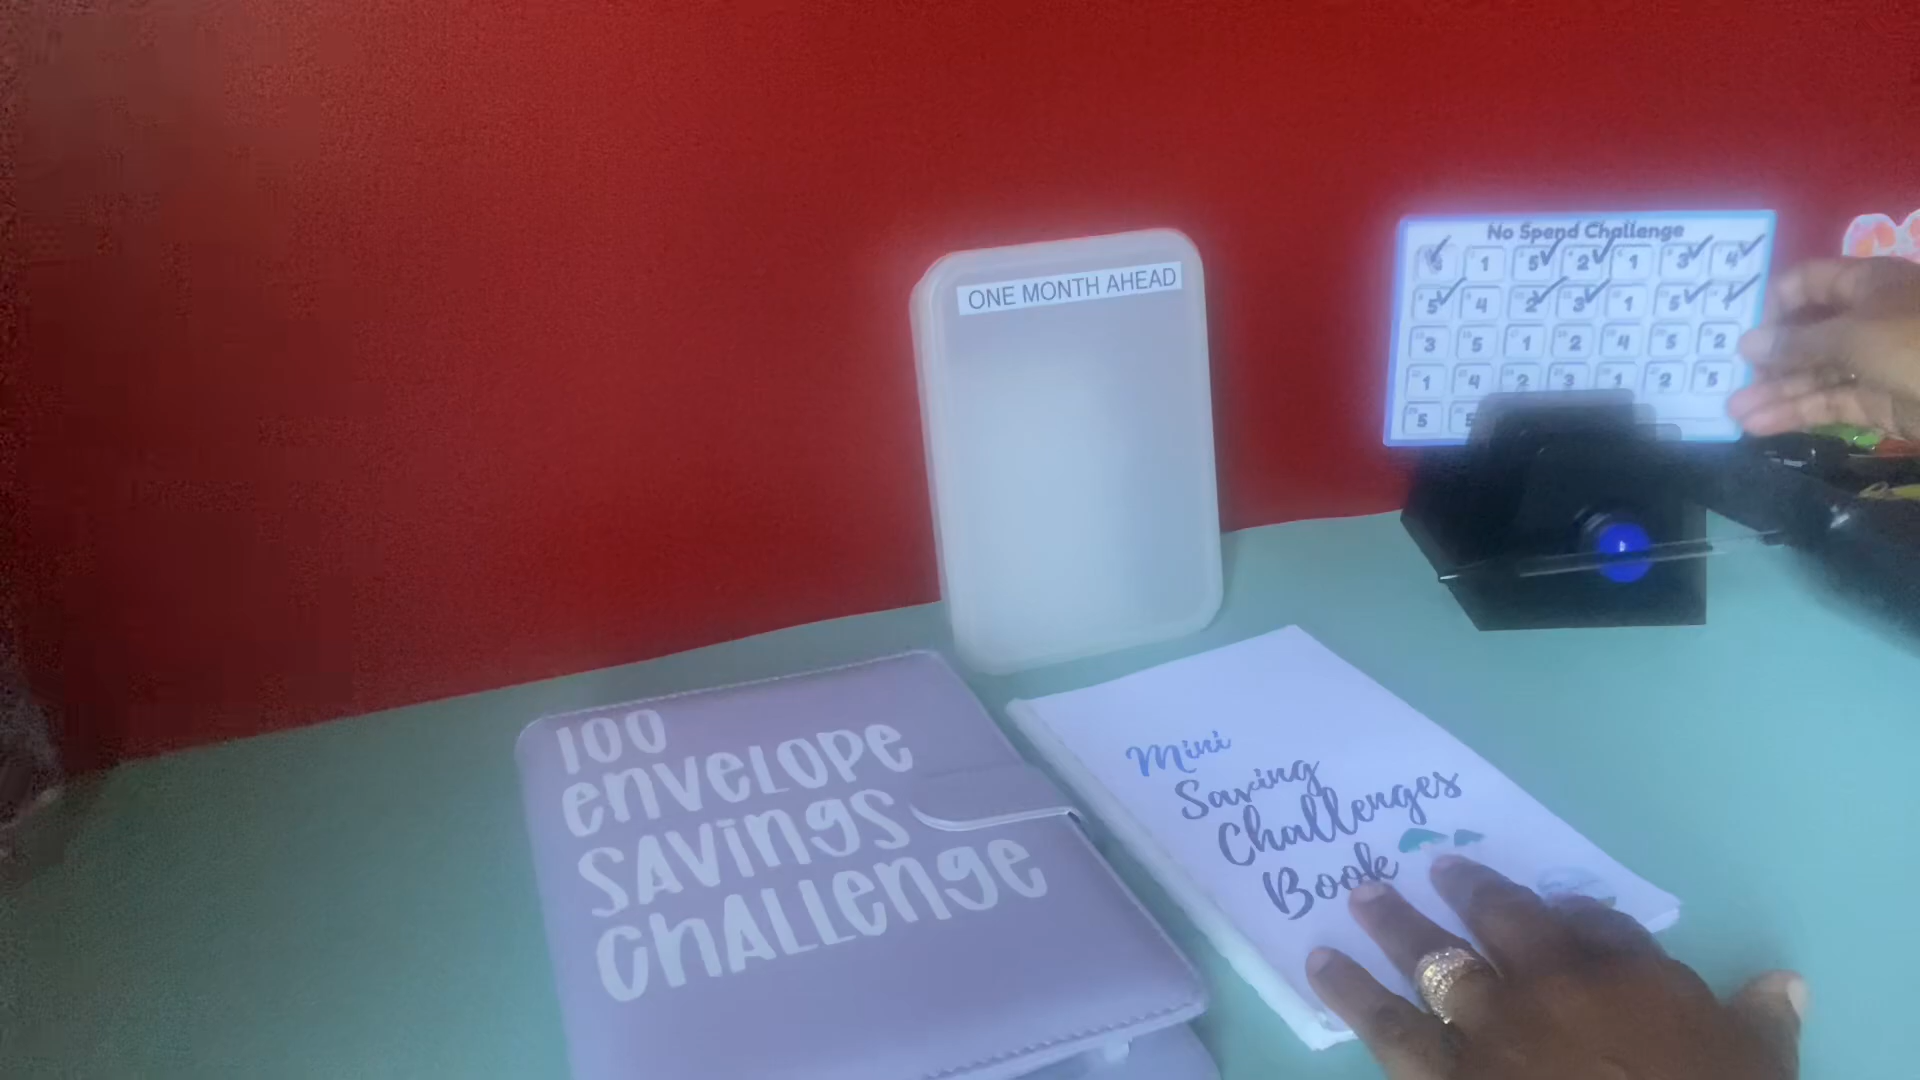 ONE MONTH AHEAD
No Spend Challenge
1 5 2 1 3 4
5 4 2 3 1 5 1
3 5 1 2 4 5 2
1 4 2 3 1 2 5
5 5
100
envelope
savings
challenge
Mini
Saving
Challenges
Book